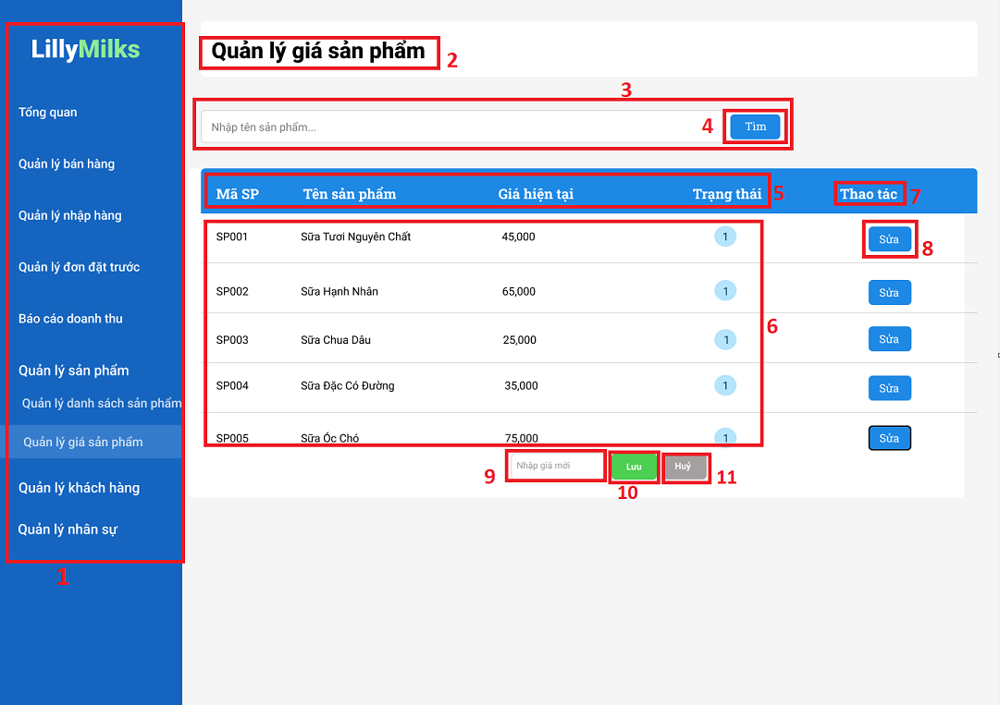 LillyMilks
Tổng quan
Quản lý bán hàng
Quản lý nhập hàng
Quản lý đơn đặt trước
Báo cáo doanh thu
Quản lý sản phẩm
Quản lý danh sách sản phẩm
Quản lý giá sản phẩm
Quản lý khách hàng
Quản lý nhân sự
1
Quản lý giá sản phẩm 2
3
Nhập tên sản phẩm... 4 Tìm
Mã SP Tên sản phẩm Giá hiện tại Trạng thái 5 Thao tác 7
SP001 Sữa Tươi Nguyên Chất 45,000 1 Sửa 8
SP002 Sữa Hạnh Nhân 65,000 1 Sửa
6
SP003 Sữa Chua Dâu 25,000 1 Sửa
SP004 Sữa Đặc Có Đường 35,000 1 Sửa
SP005 Sữa Óc Chó 75,000 1 Sửa
9 Nhập giá mới Lưu Huỷ 11
10